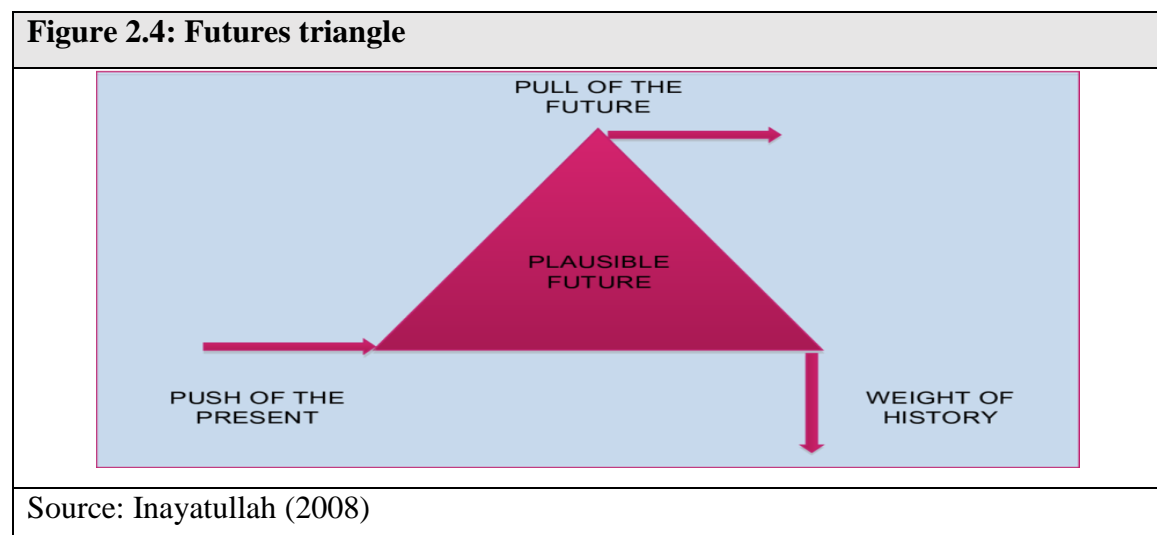 Figure 2.4: Futures triangle
PULL OF THE
FUTURE
PLAUSIBLE
FUTURE
PUSH OF THE
PRESENT
WEIGHT OF
HISTORY
Source: Inayatullah (2008)